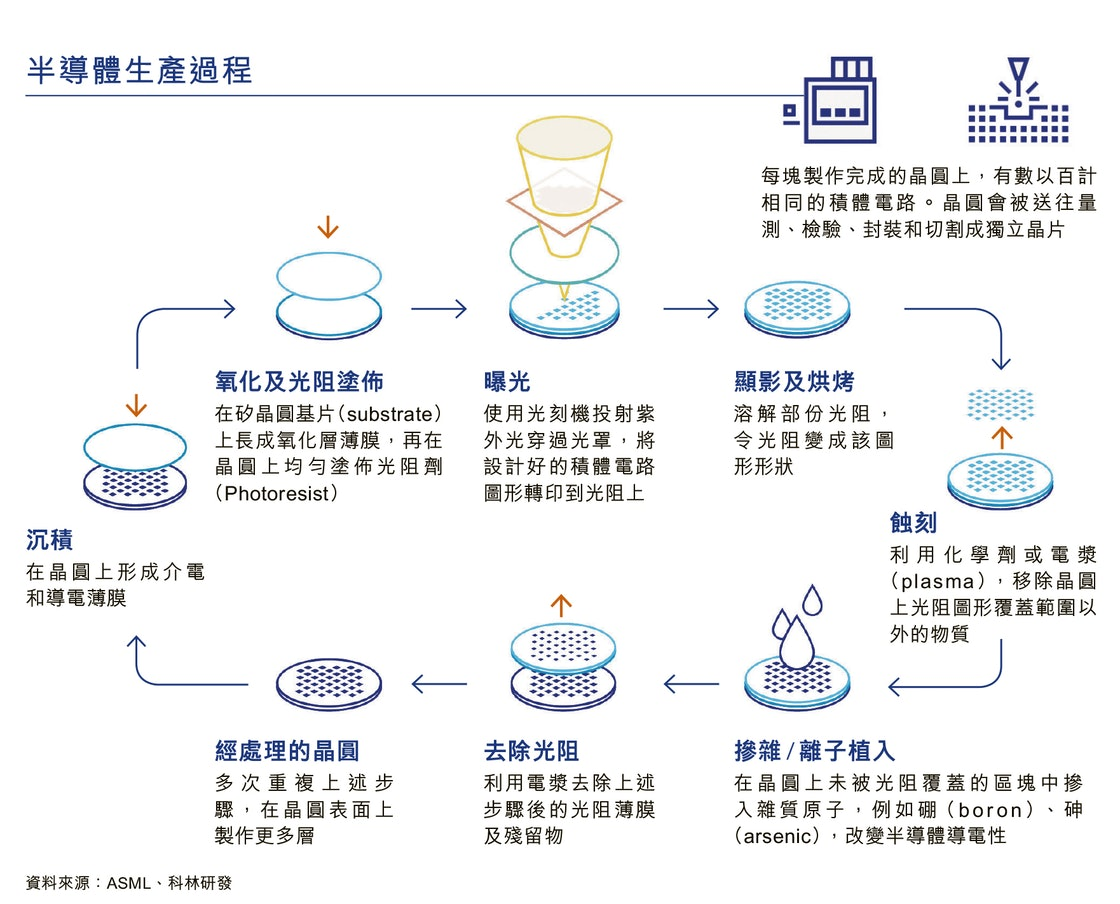 半導體生產過程
每塊製作完成的晶圓上，有數以百計
相同的積體電路。晶圓會被送往量
測、檢驗、封裝和切割成獨立晶片
氧化及光阻塗佈
在矽晶圓基片（substrate）
上長成氧化層薄膜，再在
晶圓上均勻塗佈光阻劑
（Photoresist）
曝光
使用光刻機投射紫
外光穿過光罩，將
設計好的積體電路
圖形轉印到光阻上
顯影及烘烤
溶解部份光阻，
令光阻變成該圖
形形狀
蝕刻
利用化學劑或電漿
（plasma），移除晶圓
上光阻圖形覆蓋範圍以
外的物質
摻雜/離子植入
在晶圓上未被光阻覆蓋的區塊中摻
入雜質原子，例如硼（boron）、砷
（arsenic），改變半導體導電性
去除光阻
利用電漿去除上述
步驟後的光阻薄膜
及殘留物
經處理的晶圓
多次重複上述步
驟，在晶圓表面上
製作更多層
沉積
在晶圓上形成介電
和導電薄膜
資料來源：ASML、科林研發